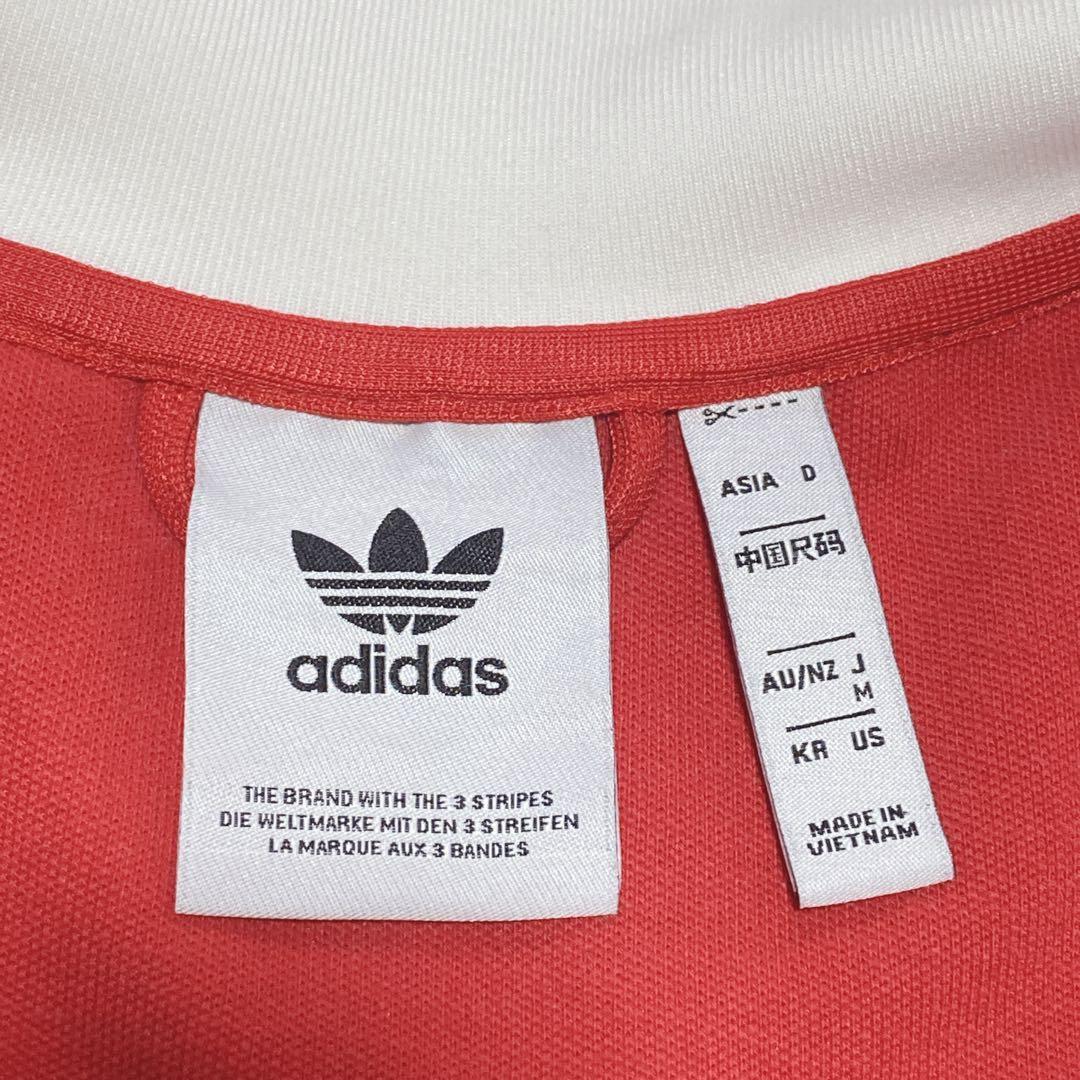 adidas
THE BRAND WITH THE 3 STRIPES
DIE WELTMARKE MIT DEN 3 STREIFEN
LA MARQUE AUX 3 BANDES
ASIA D
中国尺码
AU/NZ J
M
KR US
MADE IN
VIETNAM